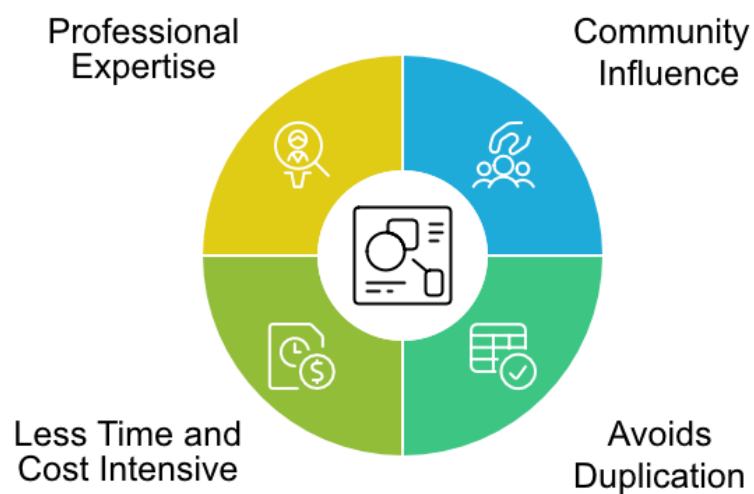 Professional
Expertise
Community
Influence
Less Time and
Cost Intensive
Avoids
Duplication